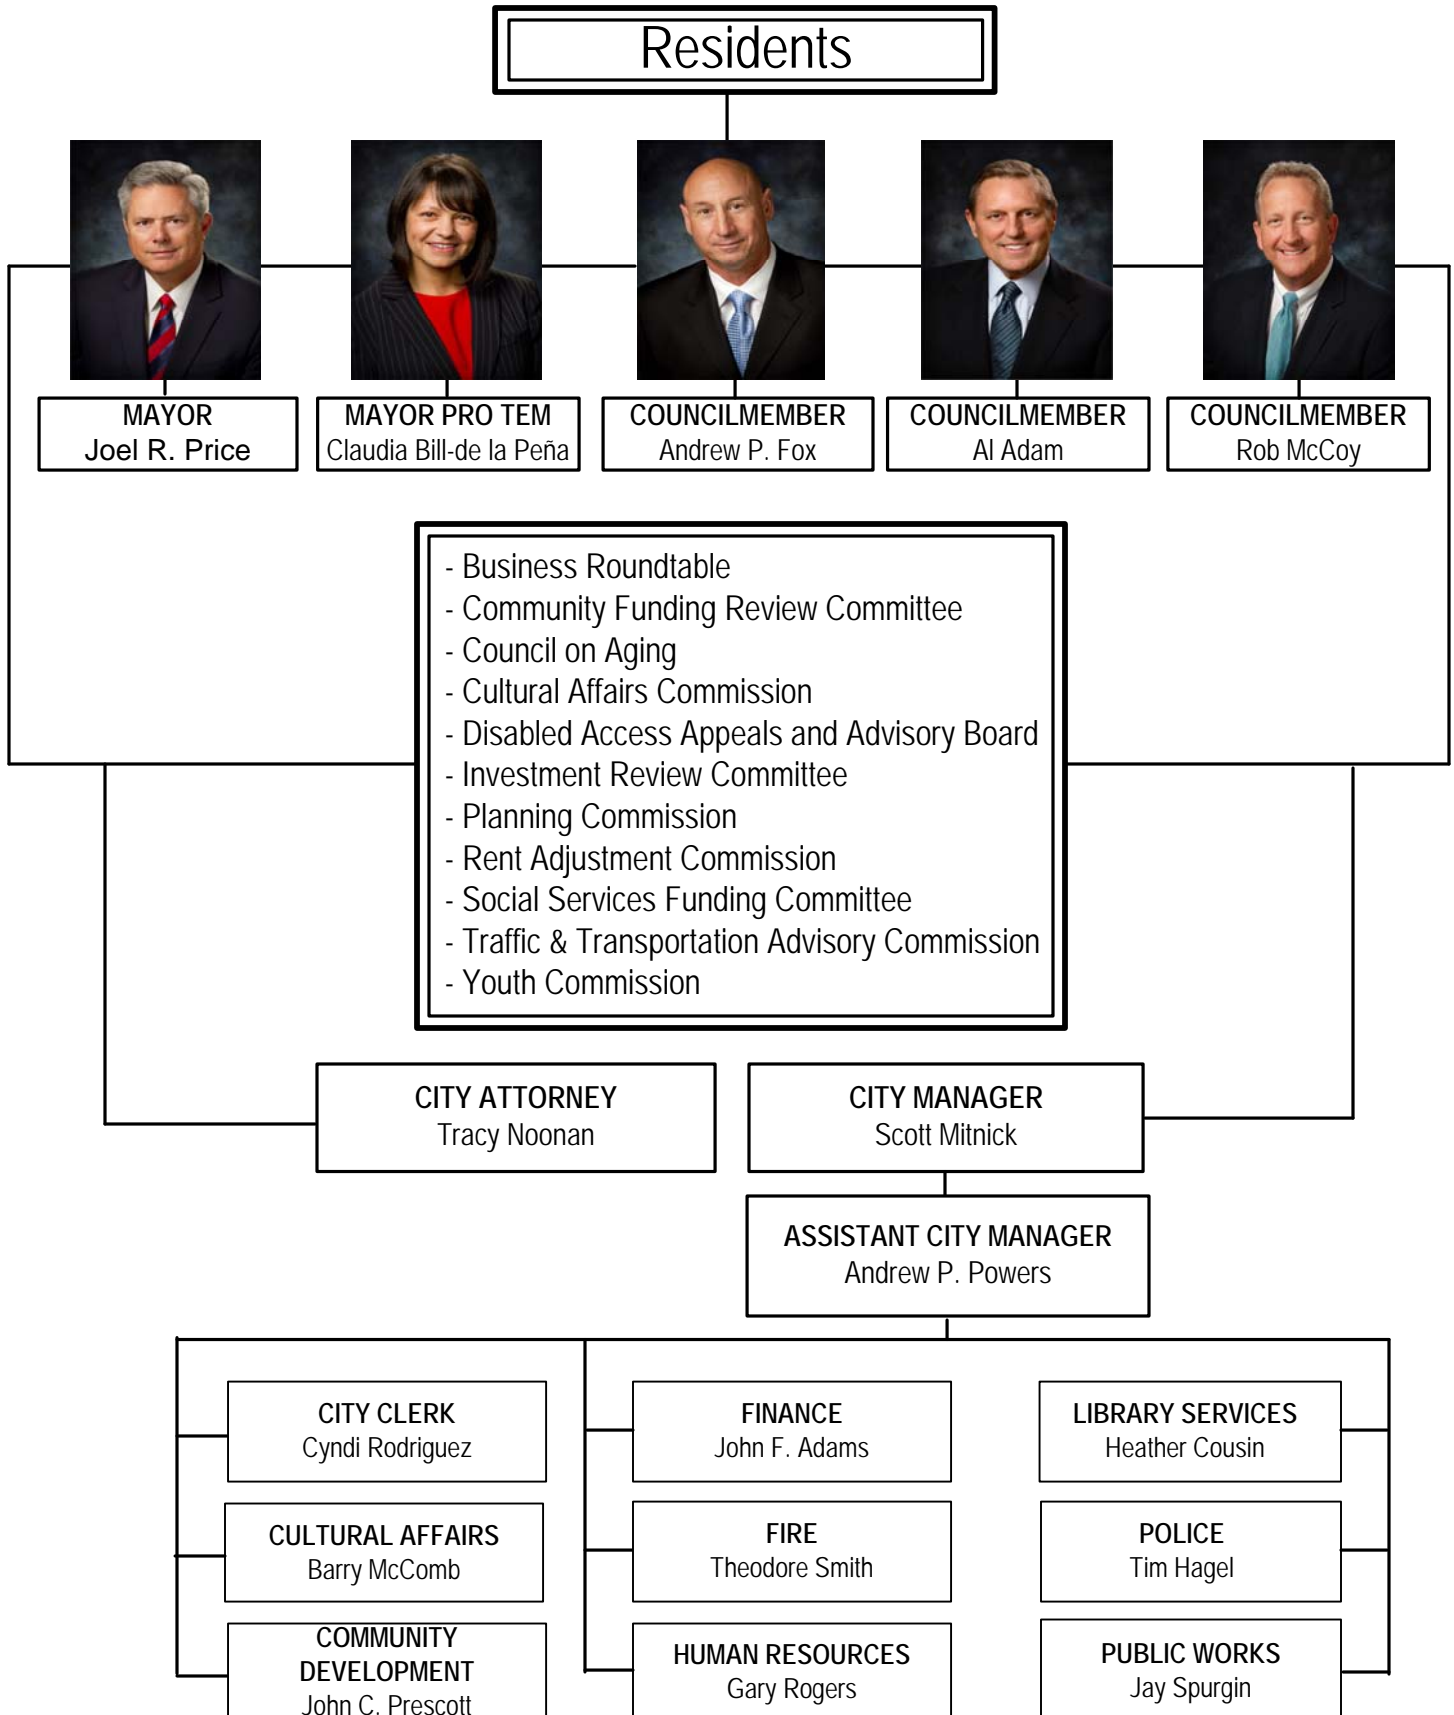 Residents
MAYOR
Joel R. Price
MAYOR PRO TEM
Claudia Bill-de la Peña
COUNCILMEMBER
Andrew P. Fox
COUNCILMEMBER
Al Adam
COUNCILMEMBER
Rob McCoy
- Business Roundtable
- Community Funding Review Committee
- Council on Aging
- Cultural Affairs Commission
- Disabled Access Appeals and Advisory Board
- Investment Review Committee
- Planning Commission
- Rent Adjustment Commission
- Social Services Funding Committee
- Traffic & Transportation Advisory Commission
- Youth Commission
CITY ATTORNEY
Tracy Noonan
CITY MANAGER
Scott Mitnick
ASSISTANT CITY MANAGER
Andrew P. Powers
CITY CLERK
Cyndi Rodriguez
FINANCE
John F. Adams
LIBRARY SERVICES
Heather Cousin
CULTURAL AFFAIRS
Barry McComb
FIRE
Theodore Smith
POLICE
Tim Hagel
COMMUNITY
DEVELOPMENT
John C. Prescott
HUMAN RESOURCES
Gary Rogers
PUBLIC WORKS
Jay Spurgin